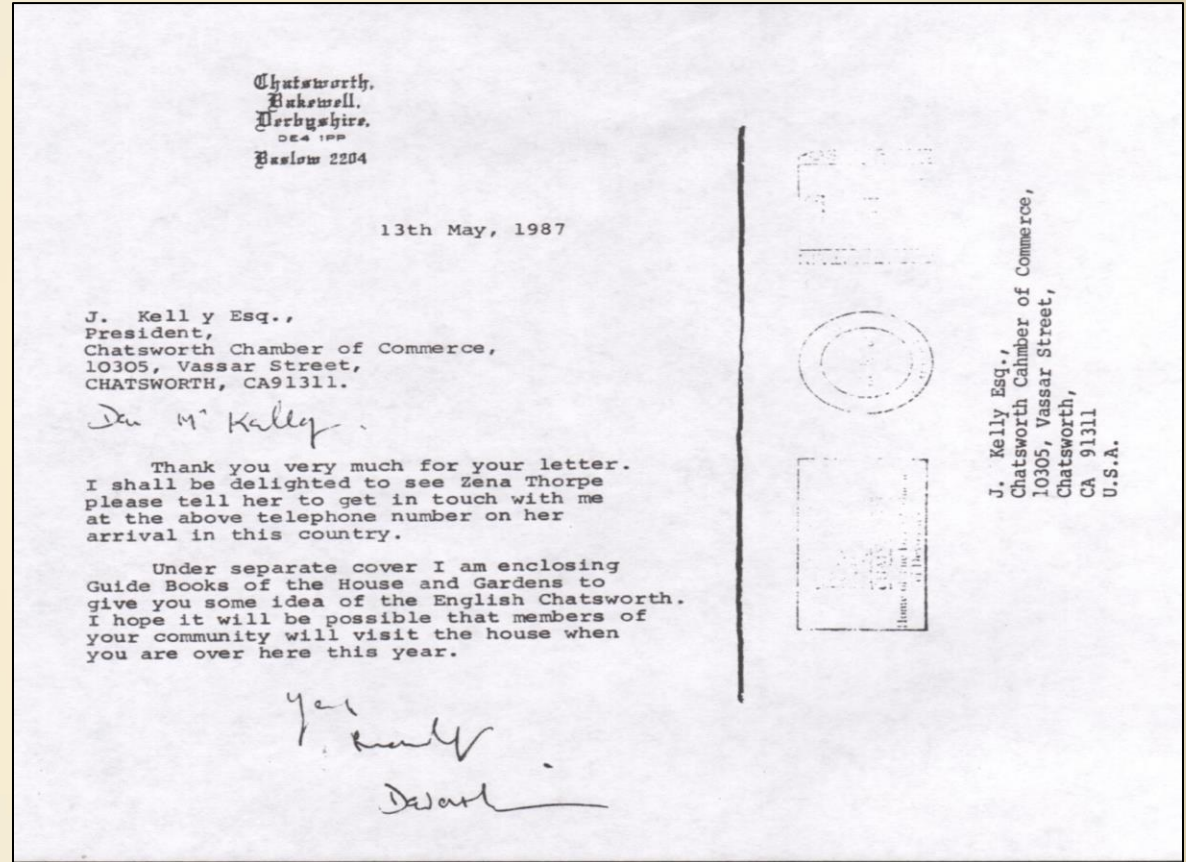 Chatsworth,
Bakewell,
Derbyshire,
DE4 1PP
Baslow 2204
13th May, 1987
J. Kell y Esq.,
President,
Chatsworth Chamber of Commerce,
10305, Vassar Street,
CHATSWORTH, CA91311.
Dear Mr Kelly.
Thank you very much for your letter.
I shall be delighted to see Zena Thorpe
please tell her to get in touch with me
at the above telephone number on her
arrival in this country.
Under separate cover I am enclosing
Guide Books of the House and Gardens to
give you some idea of the English Chatsworth.
I hope it will be possible that members of
your community will visit the house when
you are over here this year.
J. Kelly Esq.,
Chatsworth Cahmber of Commerce,
10305, Vassar Street,
Chatsworth,
CA 91311
U.S.A.